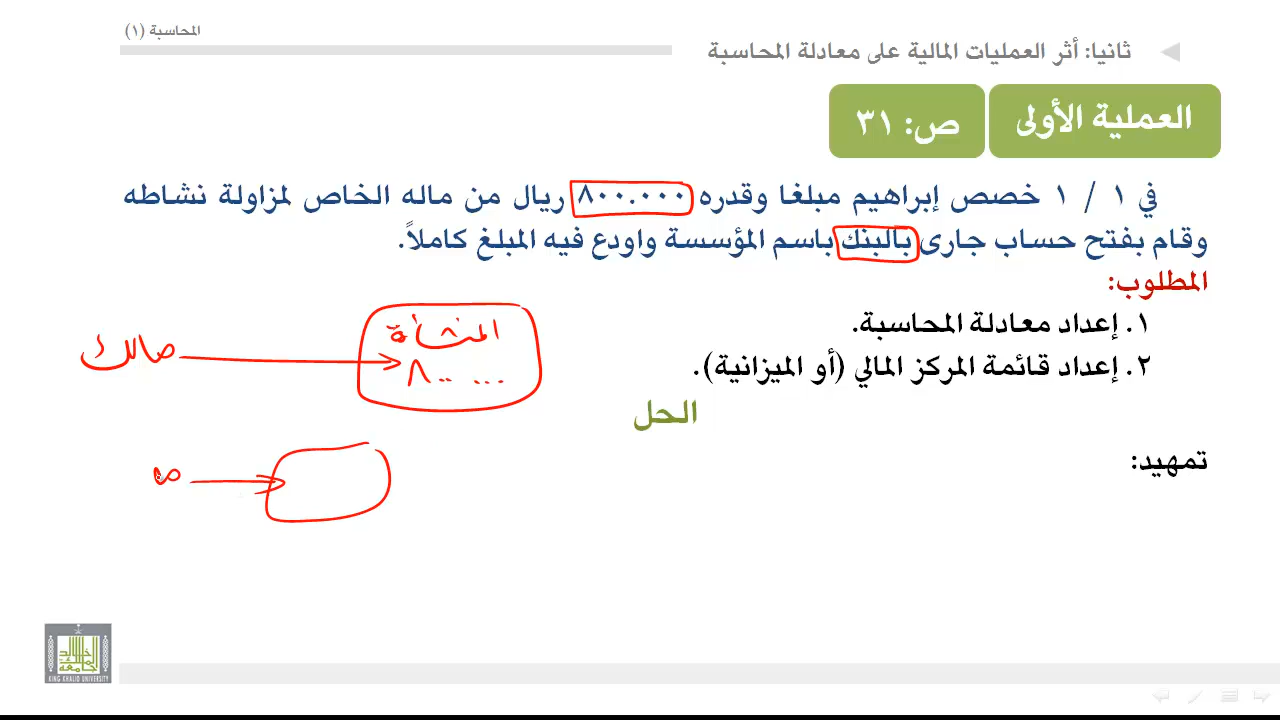 المحاسبة (١)
ثانيا: أثر العمليات المالية على معادلة المحاسبة
العملية الأولى
ص: ٣١
في ١ / ١ خصص إبراهيم مبلغا وقدره ٨٠٠.٠٠٠ ريال من ماله الخاص لمزاولة نشاطه
وقام بفتح حساب جارى بالبنك باسم المؤسسة واودع فيه المبلغ كاملاً.
المطلوب:
١. إعداد معادلة المحاسبة.
٢. إعداد قائمة المركز المالي (أو الميزانية).
المنشأة
مالك
٨٠٠٠٠٠
الحل
تمهيد:
KING KHALID UNIVERSITY